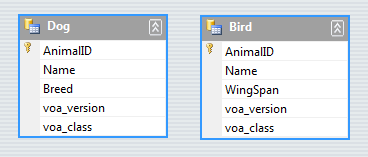 Dog
AnimalID
Name
Breed
voa_version
voa_class
Bird
AnimalID
Name
WingSpan
voa_version
voa_class